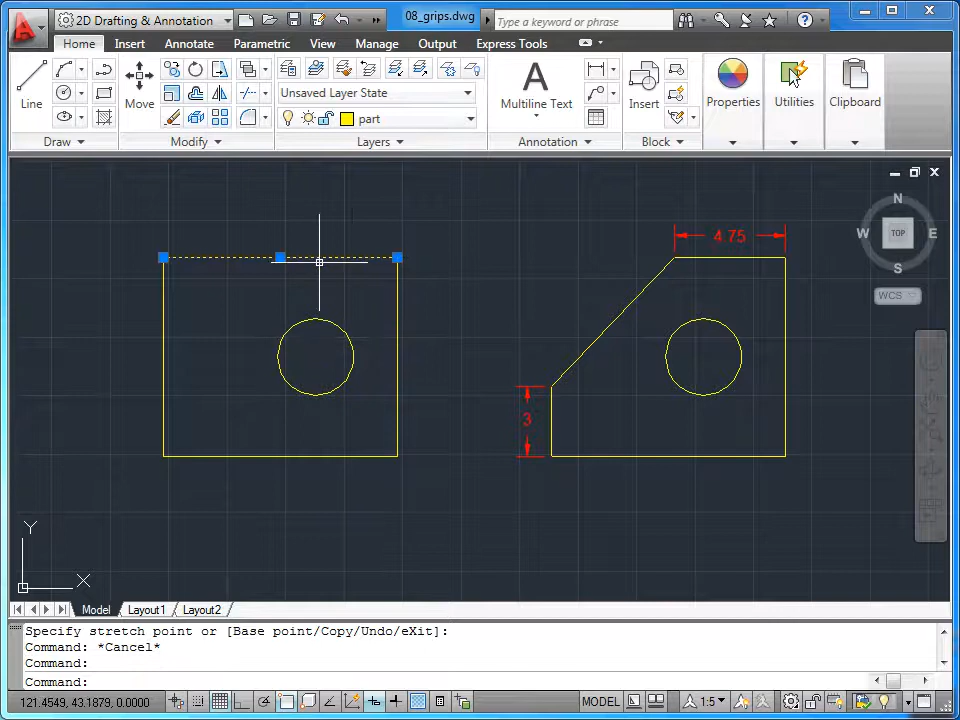 2D Drafting & Annotation
08_grips.dwg
Type a keyword or phrase
Home Insert Annotate Parametric View Manage Output Express Tools
Line
Move
Unsaved Layer State
part
Multiline Text
Insert
Properties
Utilities
Clipboard
Draw
Modify
Layers
Annotation
Block
N
W
TOP
E
S
WCS
4.75
3
Y
X
Model Layout1 Layout2
Specify stretch point or [Base point/Copy/Undo/eXit]:
Command: *Cancel*
Command:
Command:
121.4549, 43.1879, 0.0000
MODEL
1:5